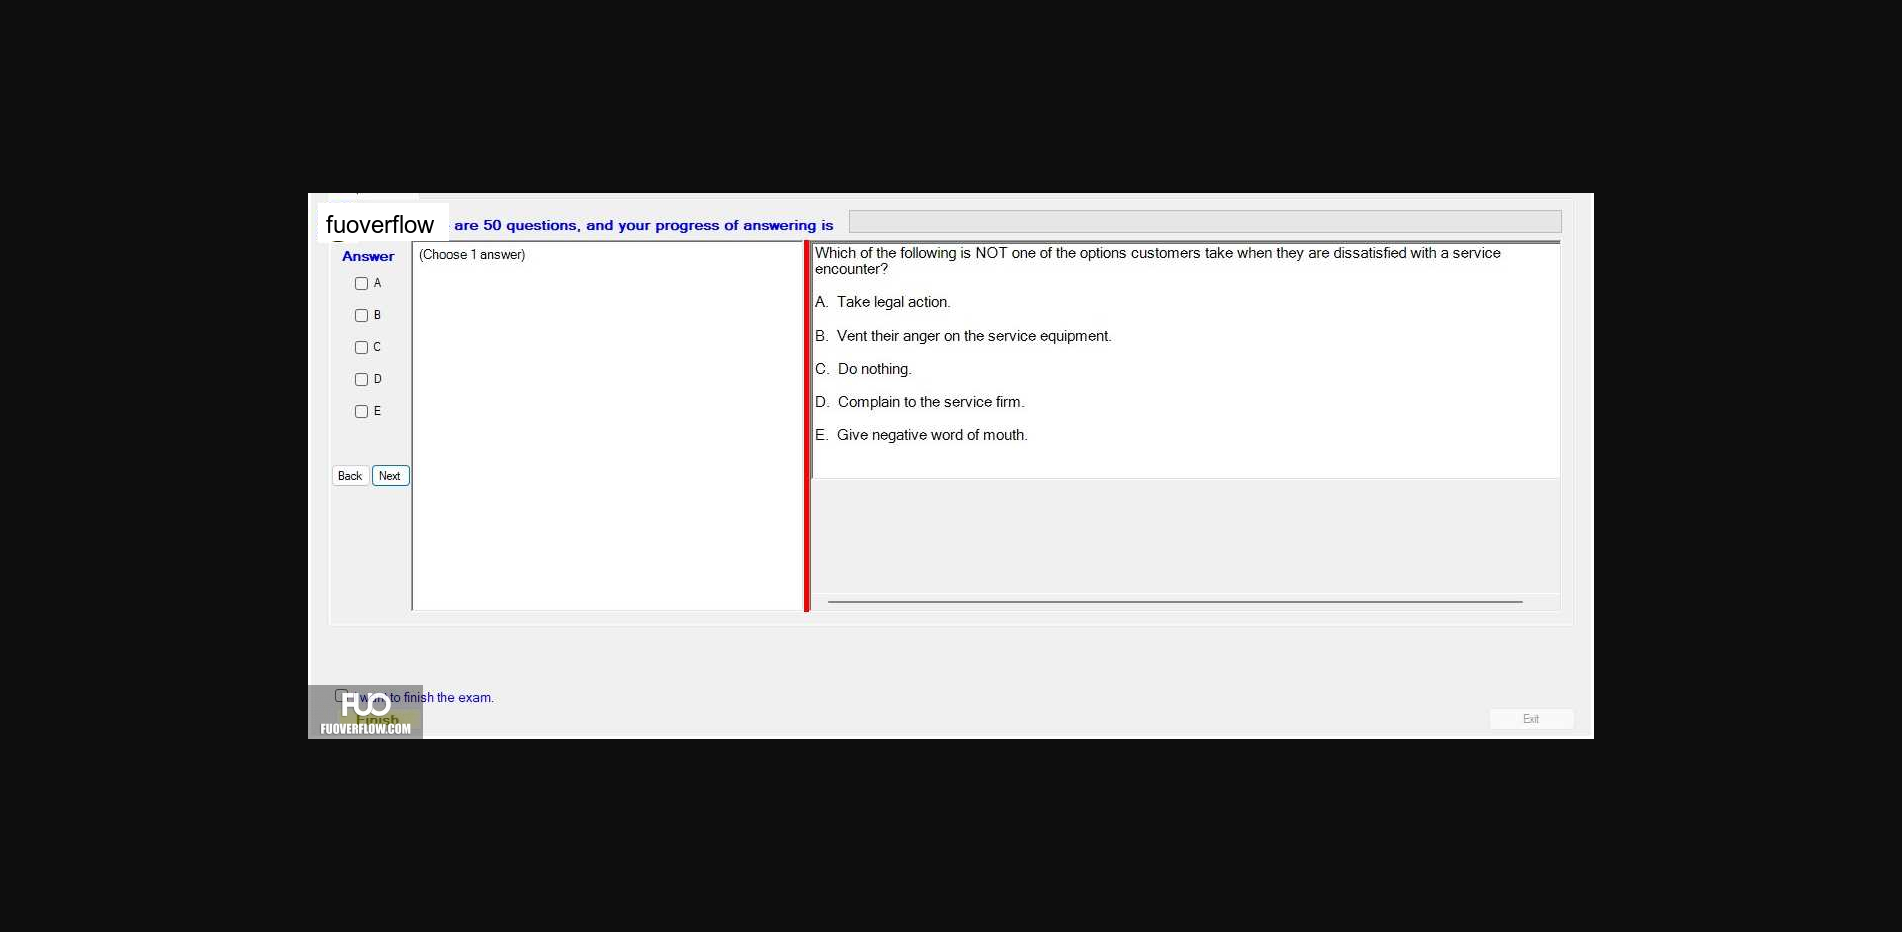 fuoverflow are 50 questions, and your progress of answering is
Answer
(Choose 1 answer)
A
B
C
D
E
Back Next
Which of the following is NOT one of the options customers take when they are dissatisfied with a service
encounter?
A. Take legal action.
B. Vent their anger on the service equipment.
C. Do nothing.
D. Complain to the service firm.
E. Give negative word of mouth.
I want to finish the exam.
FUO
Finish
FUOVERFLOW.COM
Exit